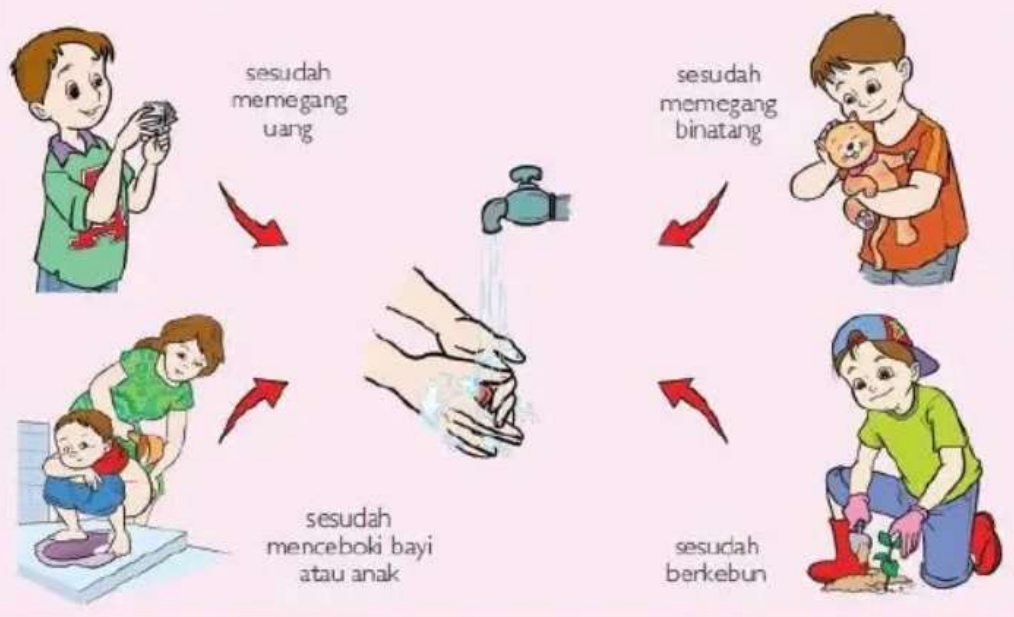 sesudah
memegang
uang
sesudah
memegang
binatang
sesudah
menceboki bayi
atau anak
sesudah
berkebun